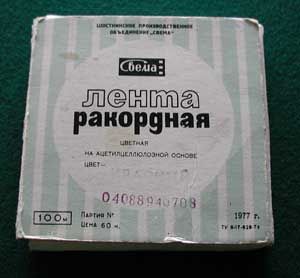 ШОСТКИНСКОЕ ПРОИЗВОДСТВЕННОЕ
ОБЪЕДИНЕНИЕ „СВЕМА"
Свема
лента
ракордная
ЦВЕТНАЯ
НА АЦЕТИЛЦЕЛЛЮЛОЗНОЙ ОСНОВЕ
ЦВЕТ—
04088940708
100м
ПАРТИЯ №
ЦЕНА 60 к.
1977 г.
ТУ